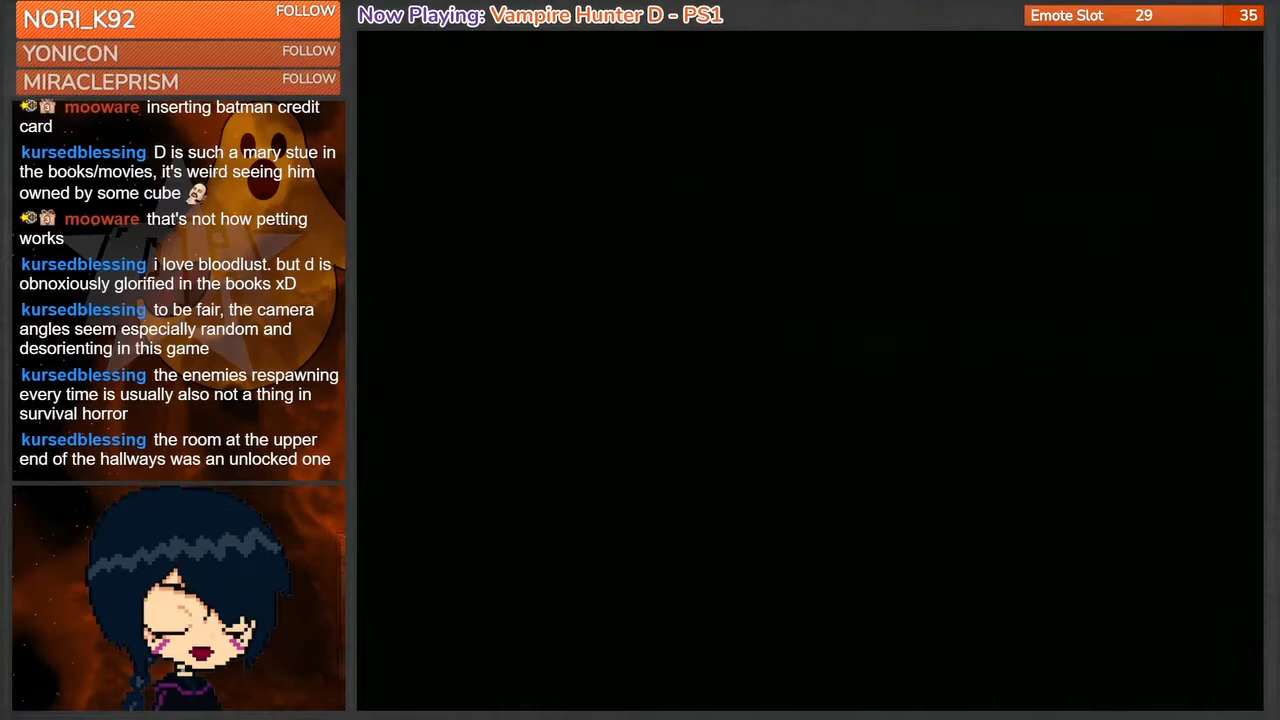 NORI_K92 FOLLOW
YONICON FOLLOW
MIRACLEPRISM FOLLOW
Now Playing: Vampire Hunter D - PS1
Emote Slot 29 35
mooware inserting batman credit
card
kursedblessing D is such a mary stue in
the books/movies, it's weird seeing him
owned by some cube
mooware that's not how petting
works
kursedblessing i love bloodlust. but d is
obnoxiously glorified in the books xD
kursedblessing to be fair, the camera
angles seem especially random and
desorienting in this game
kursedblessing the enemies respawning
every time is usually also not a thing in
survival horror
kursedblessing the room at the upper
end of the hallways was an unlocked one